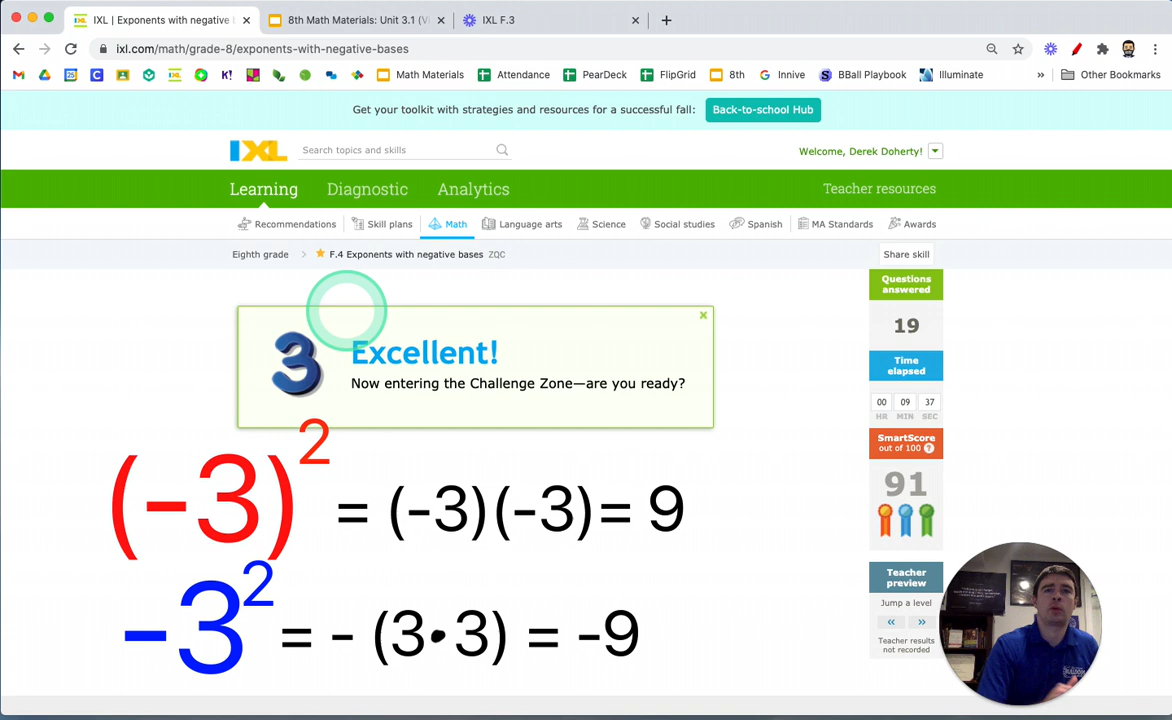 IXL | Exponents with negative b
8th Math Materials: Unit 3.1 (Vi
IXL F.3
ixl.com/math/grade-8/exponents-with-negative-bases
K!
Math Materials
Attendance
PearDeck
FlipGrid
8th
Innive
BBall Playbook
Illuminate
»
Other Bookmarks
Get your toolkit with strategies and resources for a successful fall:
Back-to-school Hub
IXL
Search topics and skills
Welcome, Derek Doherty!
Learning
Diagnostic
Analytics
Teacher resources
Recommendations
Skill plans
Math
Language arts
Science
Social studies
Spanish
MA Standards
Awards
Eighth grade > F.4 Exponents with negative bases ZQC
Share skill
Questions
answered
19
Time
elapsed
00 09 37
HR MIN SEC
SmartScore
out of 100 ?
91
Teacher
preview
Jump a level
« »
Teacher results
not recorded
x
3
Excellent!
Now entering the Challenge Zone—are you ready?
(-3)² = (-3)(-3)= 9
-3² = - (3•3) = -9